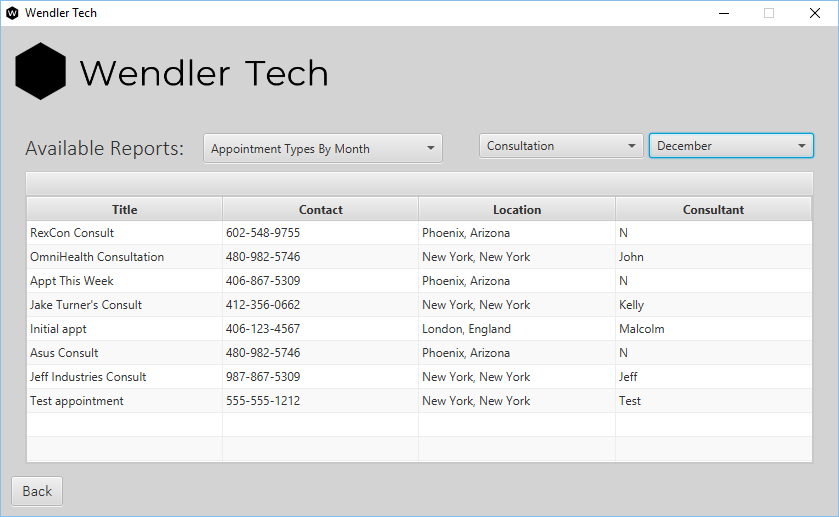 Wendler Tech
Wendler Tech
Available Reports: Appointment Types By Month Consultation December
Title Contact Location Consultant
RexCon Consult 602-548-9755 Phoenix, Arizona N
OmniHealth Consultation 480-982-5746 New York, New York John
Appt This Week 406-867-5309 Phoenix, Arizona N
Jake Turner's Consult 412-356-0662 New York, New York Kelly
Initial appt 406-123-4567 London, England Malcolm
Asus Consult 480-982-5746 Phoenix, Arizona N
Jeff Industries Consult 987-867-5309 New York, New York Jeff
Test appointment 555-555-1212 New York, New York Test
Back